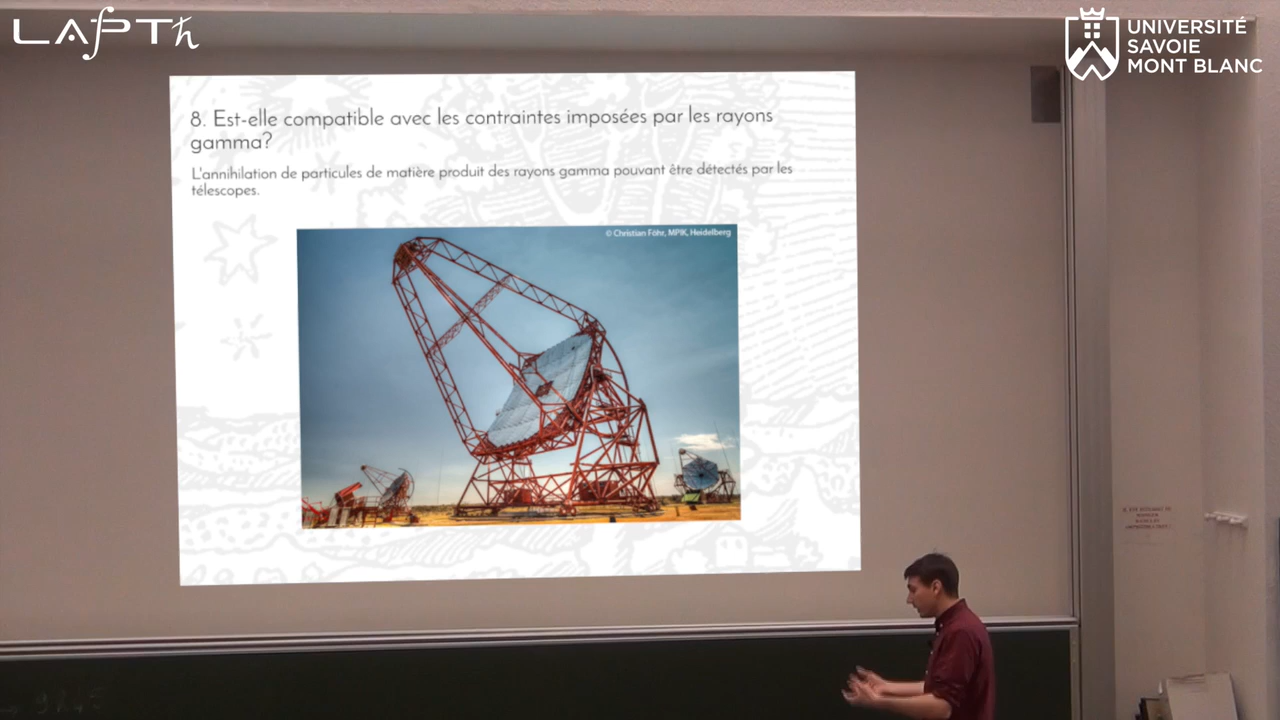 LAPTh
UNIVERSITÉ
SAVOIE
MONT BLANC
8. Est-elle compatible avec les contraintes imposées par les rayons
gamma?
L'annihilation de particules de matière produit des rayons gamma pouvant être détectés par les
télescopes.
© Christian Föhr, MPIK, Heidelberg